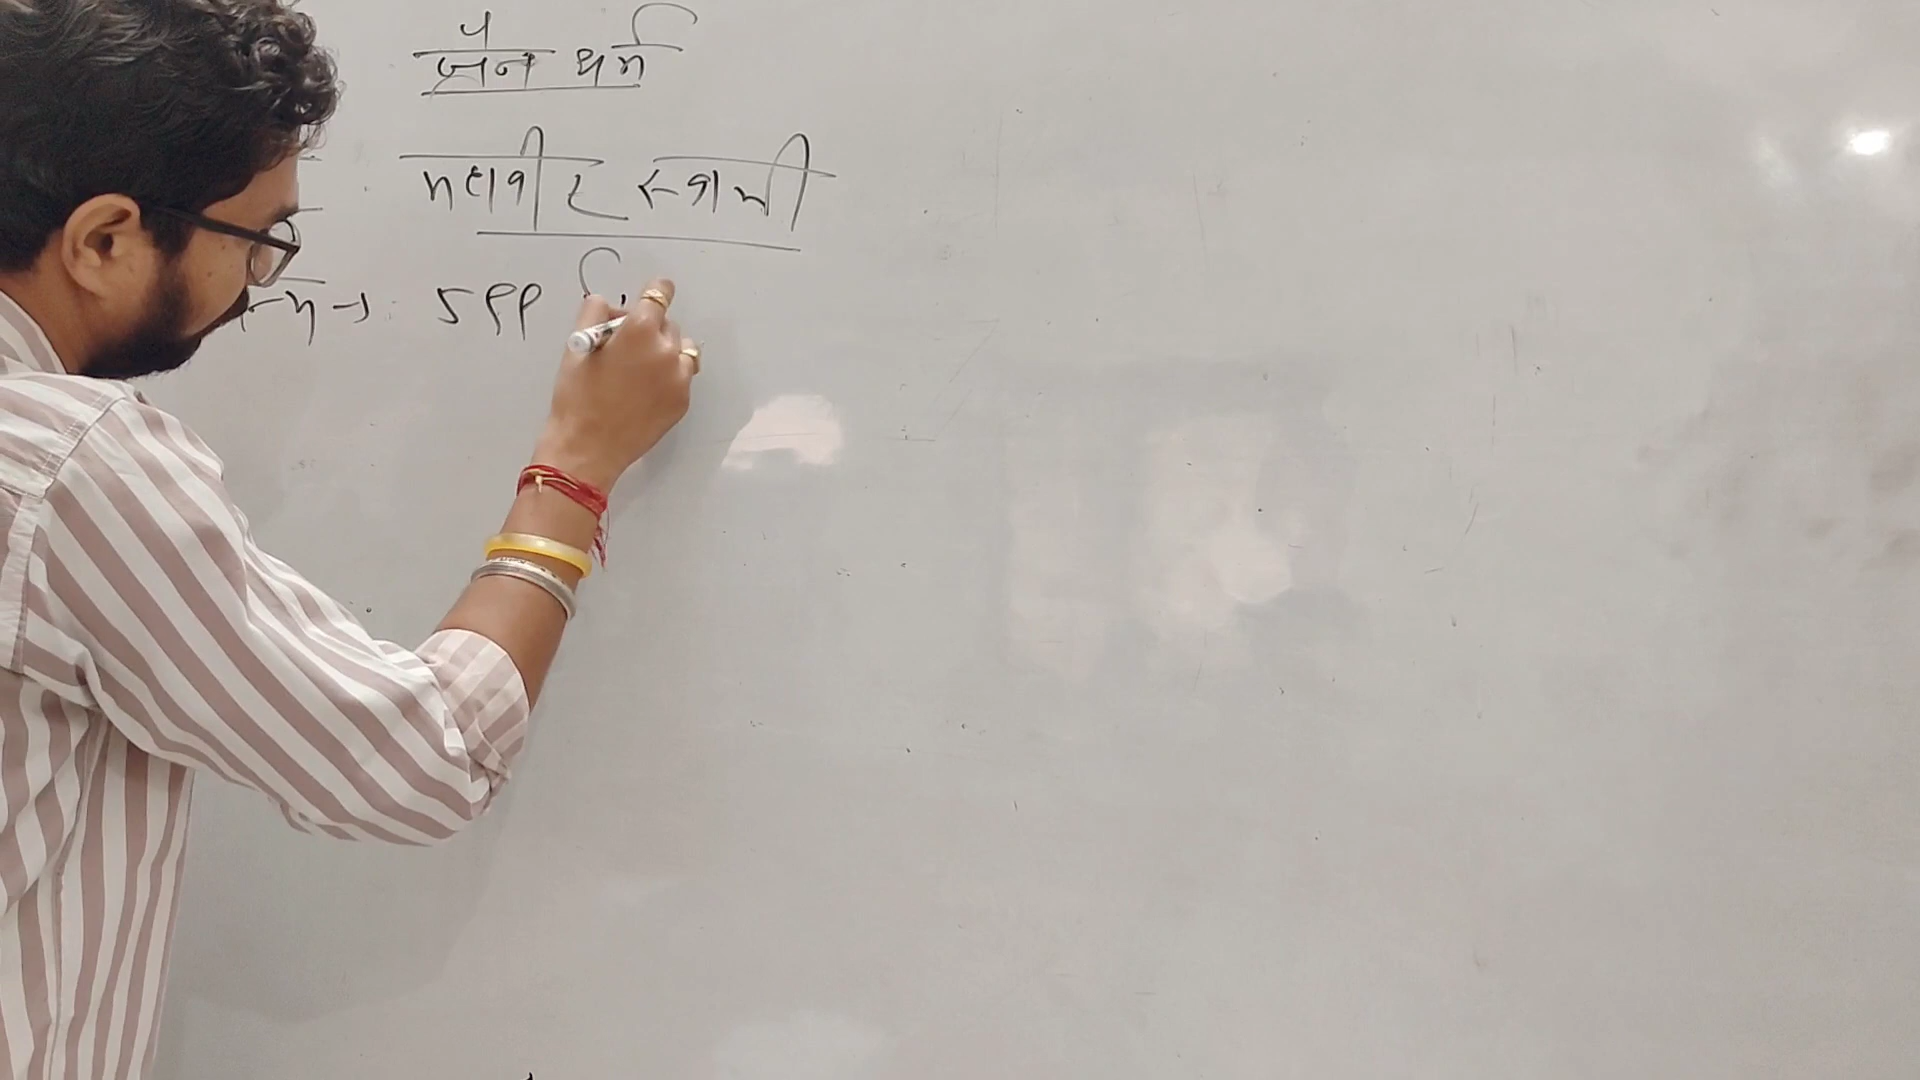 जैन धर्म
महावीर स्वामी
जन्म → 599 ि